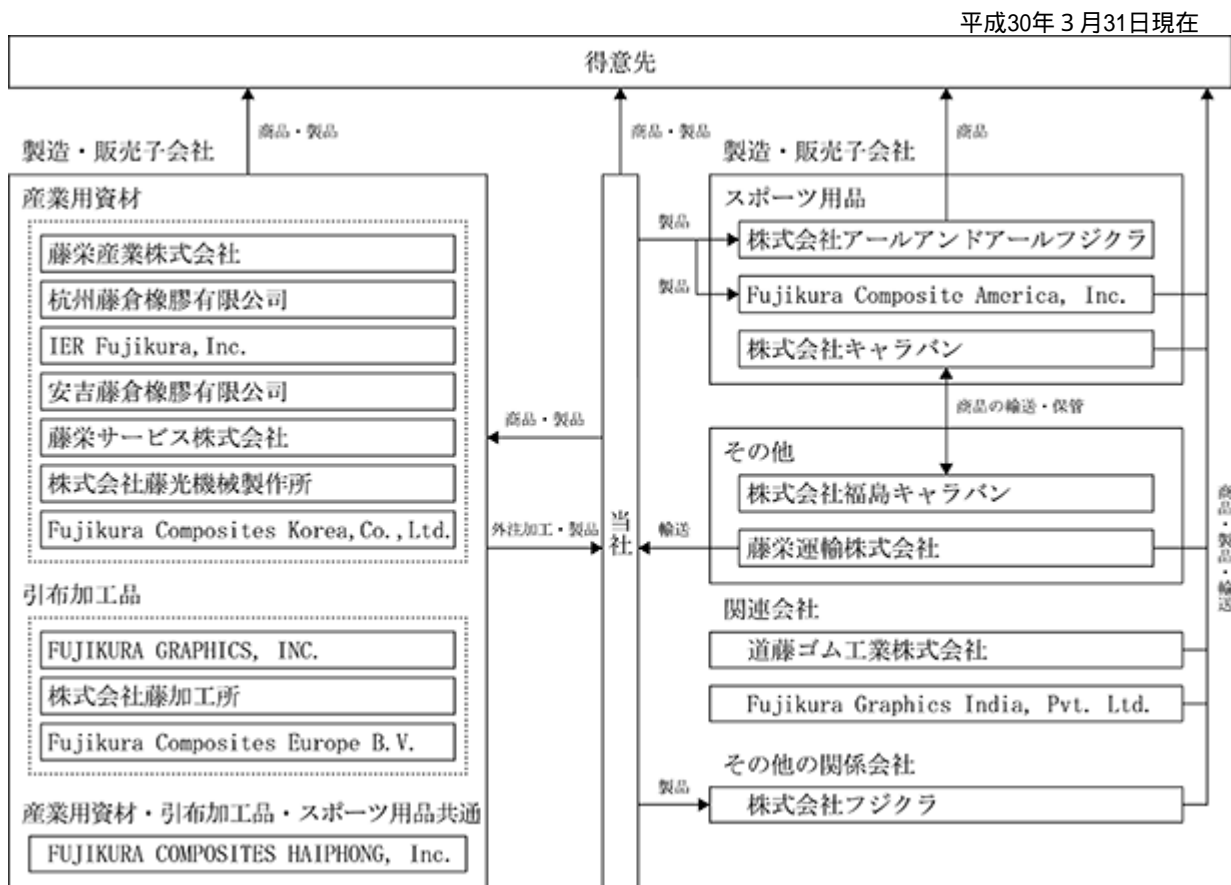 平成30年３月31日現在
得意先
商品・製品
製造・販売子会社
産業用資材
藤栄産業株式会社
杭州藤倉橡膠有限公司
IER Fujikura,Inc.
安吉藤倉橡膠有限公司
藤栄サービス株式会社
株式会社藤光機械製作所
Fujikura Composites Korea,Co.,Ltd.
引布加工品
FUJIKURA GRAPHICS, INC.
株式会社藤加工所
Fujikura Composites Europe B.V.
産業用資材・引布加工品・スポーツ用品共通
FUJIKURA COMPOSITES HAIPHONG, Inc.
商品・製品
商品・製品
外注加工・製品
当社
商品
製造・販売子会社
スポーツ用品
製品
株式会社アールアンドアールフジクラ
製品
Fujikura Composite America, Inc.
株式会社キャラバン
商品の輸送・保管
その他
株式会社福島キャラバン
輸送
藤栄運輸株式会社
関連会社
道藤ゴム工業株式会社
Fujikura Graphics India, Pvt. Ltd.
その他の関係会社
製品
株式会社フジクラ
商品・製品・輸送